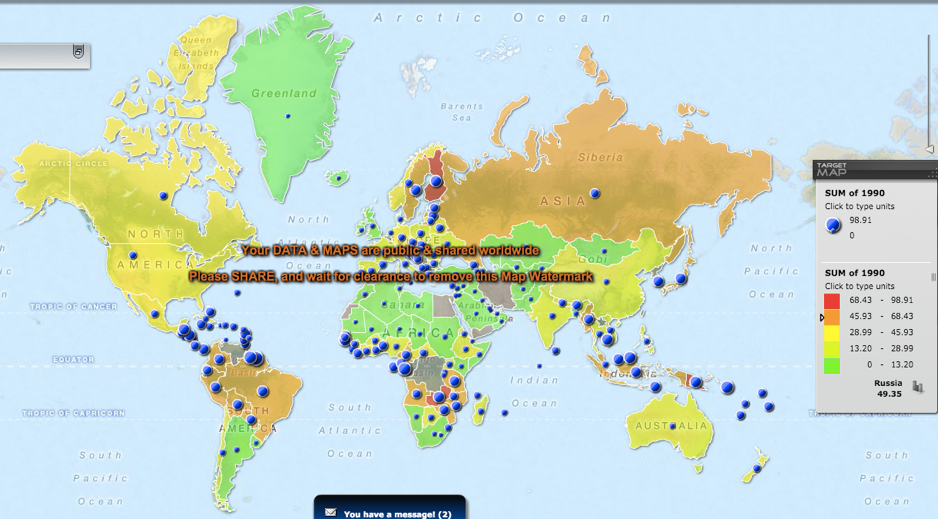 Arctic Ocean
Queen
Elizabeth
Islands
Greenland
Barents
Sea
ARCTIC CIRCLE
Siberia
ASIA
North
NORTH
Your DATA & MAPS are public & shared worldwide
Ocean
Gobi
AMERICA
Please SHARE, and wait for clearance to remove this Map Watermark
North
Pacific
Ocean
TROPIC OF CANCER
Sahara
Arabian
Peninsula
AFRICA
EQUATOR
Indonesia
Indian
Ocean
TROPIC OF CAPRICORN
South
Atlantic
Ocean
SOUTH
AMERICA
AUSTRALIA
South
Pacific
Ocean
South
Pacific
Ocean
TARGET
MAP
SUM of 1990
Click to type units
98.91
0
SUM of 1990
Click to type units
68.43 - 98.91
45.93 - 68.43
28.99 - 45.93
13.20 - 28.99
0 - 13.20
Russia
49.35
You have a message! (2)